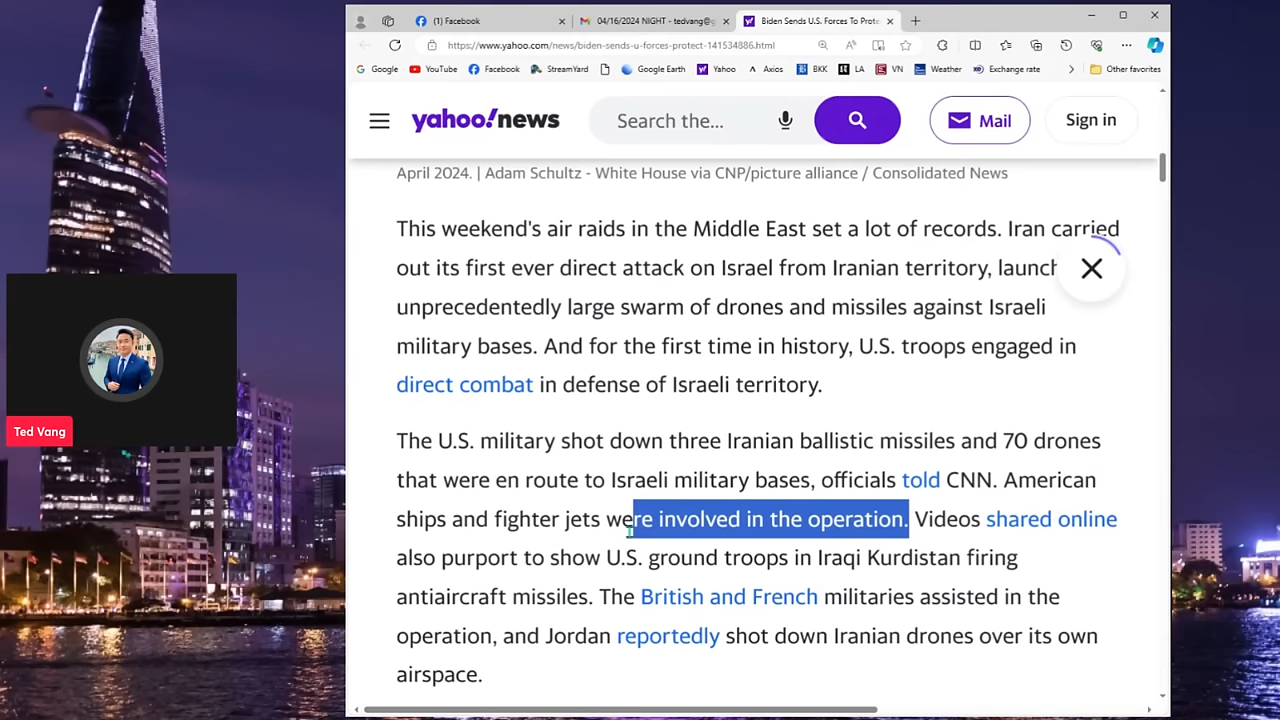 (1) Facebook
04/16/2024 NIGHT - tedvang@g
Biden Sends U.S. Forces To Prote
https://www.yahoo.com/news/biden-sends-u-forces-protect-141534886.html
Google YouTube Facebook StreamYard Google Earth Yahoo Axios BKK LA VN Weather Exchange rate Other favorites
yahoo!news Search the... Mail Sign in
April 2024. | Adam Schultz - White House via CNP/picture alliance / Consolidated News
This weekend's air raids in the Middle East set a lot of records. Iran carried
out its first ever direct attack on Israel from Iranian territory, launch
unprecedentedly large swarm of drones and missiles against Israeli
military bases. And for the first time in history, U.S. troops engaged in
direct combat in defense of Israeli territory.
The U.S. military shot down three Iranian ballistic missiles and 70 drones
that were en route to Israeli military bases, officials told CNN. American
ships and fighter jets were involved in the operation. Videos shared online
also purport to show U.S. ground troops in Iraqi Kurdistan firing
antiaircraft missiles. The British and French militaries assisted in the
operation, and Jordan reportedly shot down Iranian drones over its own
airspace.
Ted Vang